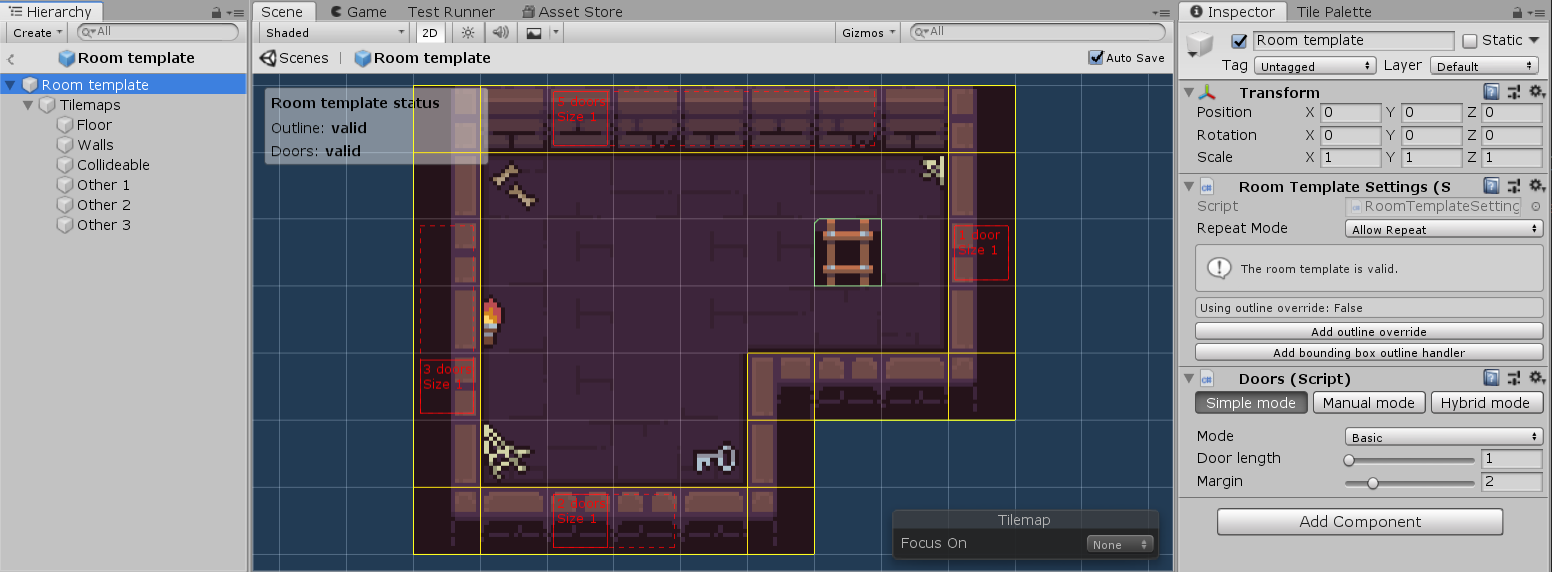 Hierarchy
Create
All
Room template
Room template
Tilemaps
Floor
Walls
Collideable
Other 1
Other 2
Other 3
Scene Game Test Runner Asset Store
Shaded 2D Gizmos All
Scenes Room template Auto Save
Room template status
Outline: valid
Doors: valid
Size 1
1 door
Size 1
3 doors
Size 1
Size 1
Tilemap
Focus On None
Inspector Tile Palette
Room template Static
Tag Untagged Layer Default
Transform
Position X 0 Y 0 Z 0
Rotation X 0 Y 0 Z 0
Scale X 1 Y 1 Z 1
Room Template Settings (S
Script RoomTemplateSetting
Repeat Mode Allow Repeat
The room template is valid.
Using outline override: False
Add outline override
Add bounding box outline handler
Doors (Script)
Simple mode Manual mode Hybrid mode
Mode Basic
Door length 1
Margin 2
Add Component